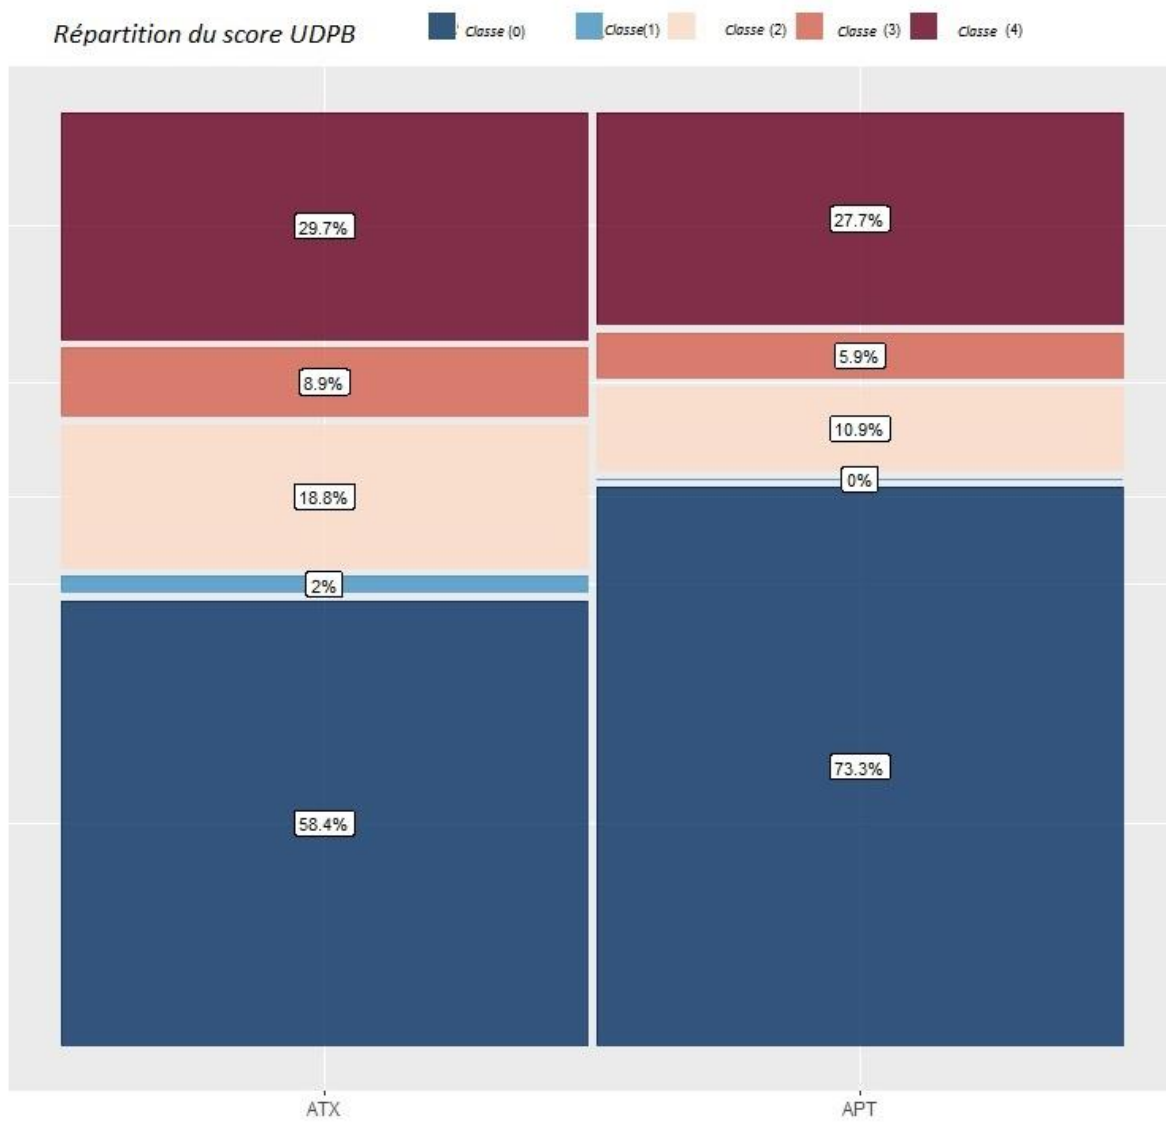 Répartition du score UDPB
Classe (0) Classe(1) Classe (2) Classe (3) Classe (4)
29.7% 27.7%
8.9% 5.9%
10.9%
18.8% 0%
2%
73.3%
58.4%
ATX APT